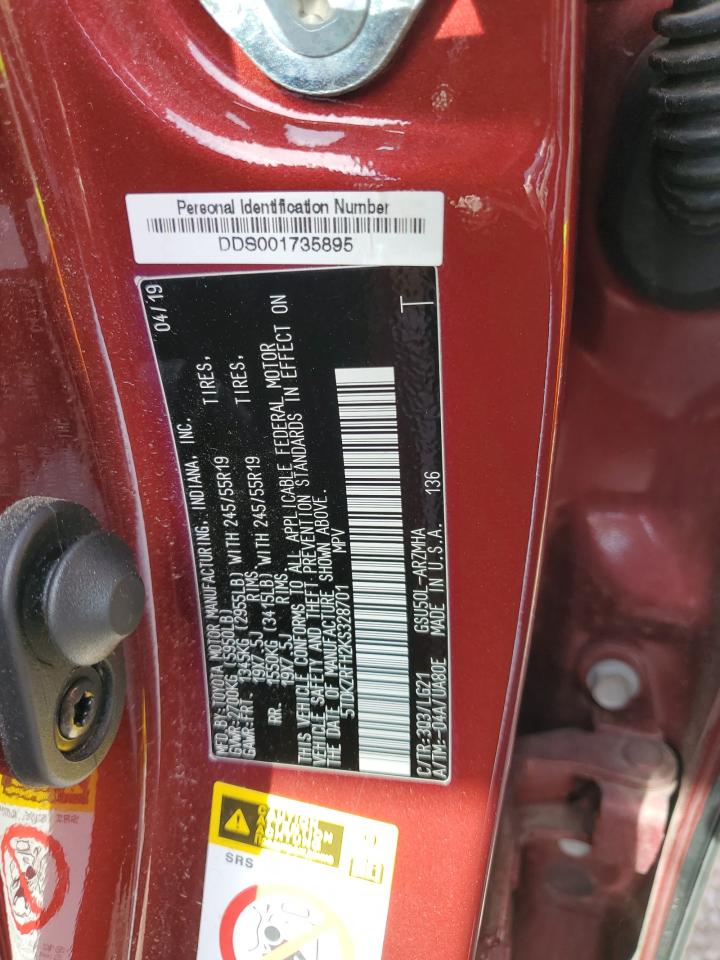 Personal Identification Number
DDS001735895
04/19
MFD. BY: TOYOTA MOTOR MANUFACTURING, INDIANA, INC.
GVWR: 2700KG (5950LB)
GAWR: FRT. 1345KG (2955LB) WITH 245/55R19 TIRES,
19X7.5J RIMS
RR. 1550KG (3415LB) WITH 245/55R19 TIRES,
19X7.5J RIMS
THIS VEHICLE CONFORMS TO ALL APPLICABLE FEDERAL MOTOR
VEHICLE SAFETY AND THEFT PREVENTION STANDARDS IN EFFECT ON
THE DATE OF MANUFACTURE SHOWN ABOVE.
5TDKZRFH2KS328701 MPV
C/TR:3Q3/LG21 GSU50L-ARZMHA
A/TM-04A/UA80E MADE IN U.S.A. 136
T
CAUTION
SRS